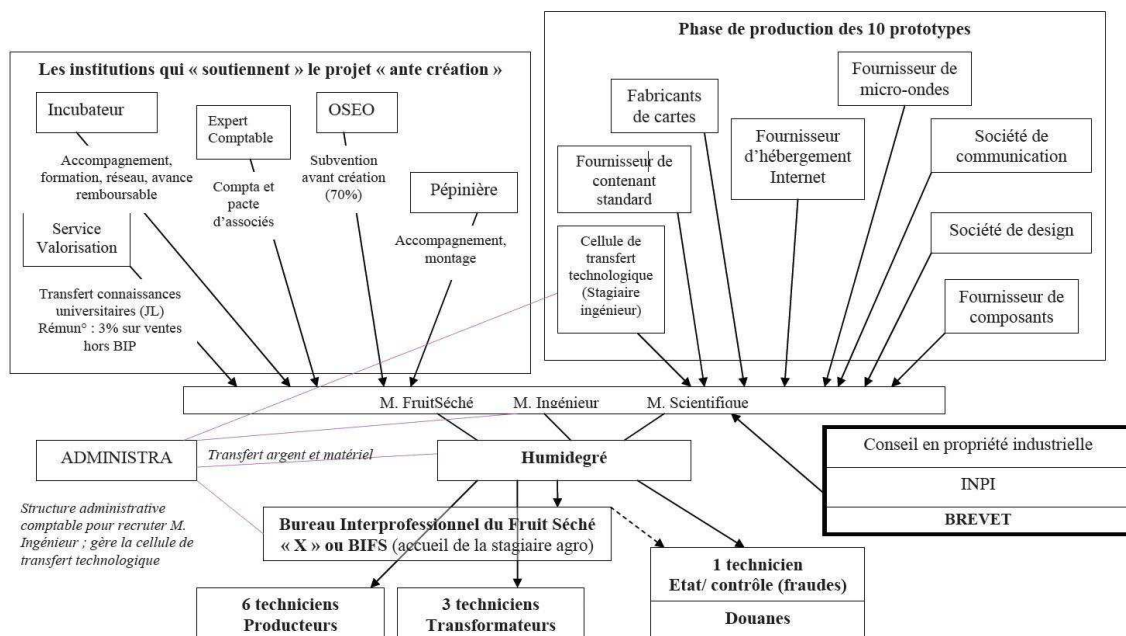 Les institutions qui « soutiennent » le projet « ante création »
Incubateur
Accompagnement,
formation, réseau, avance
remboursable
Service
Valorisation
Transfert connaissances
universitaires (JL)
Rémun° : 3% sur ventes
hors BIP
Expert
Comptable
Compta et
pacte
d’associés
OSEO
Subvention
avant création
(70%)
Pépinière
Accompagnement,
montage
Phase de production des 10 prototypes
Fournisseur de
contenant
standard
Cellule de
transfert
technologique
(Stagiaire
ingénieur)
Fabricants
de cartes
Fournisseur
d’hébergement
Internet
Fournisseur de
micro-ondes
Société de
communication
Société de design
Fournisseur de
composants
M. FruitSéché M. Ingénieur M. Scientifique
ADMINISTRA
Transfert argent et matériel
Humidegré
Structure administrative
comptable pour recruter M.
Ingénieur ; gère la cellule de
transfert technologique
Bureau Interprofessionnel du Fruit Séché
« X » ou BIFS (accueil de la stagiaire agro)
Conseil en propriété industrielle
INPI
BREVET
6 techniciens
Producteurs
3 techniciens
Transformateurs
1 technicien
Etat/ contrôle (fraudes)
Douanes